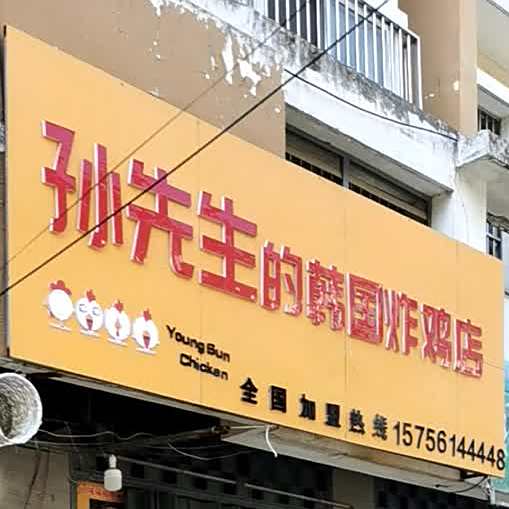 孙先生的韩国炸鸡店
Young Sun
Chicken
全国加盟热线 15756144448